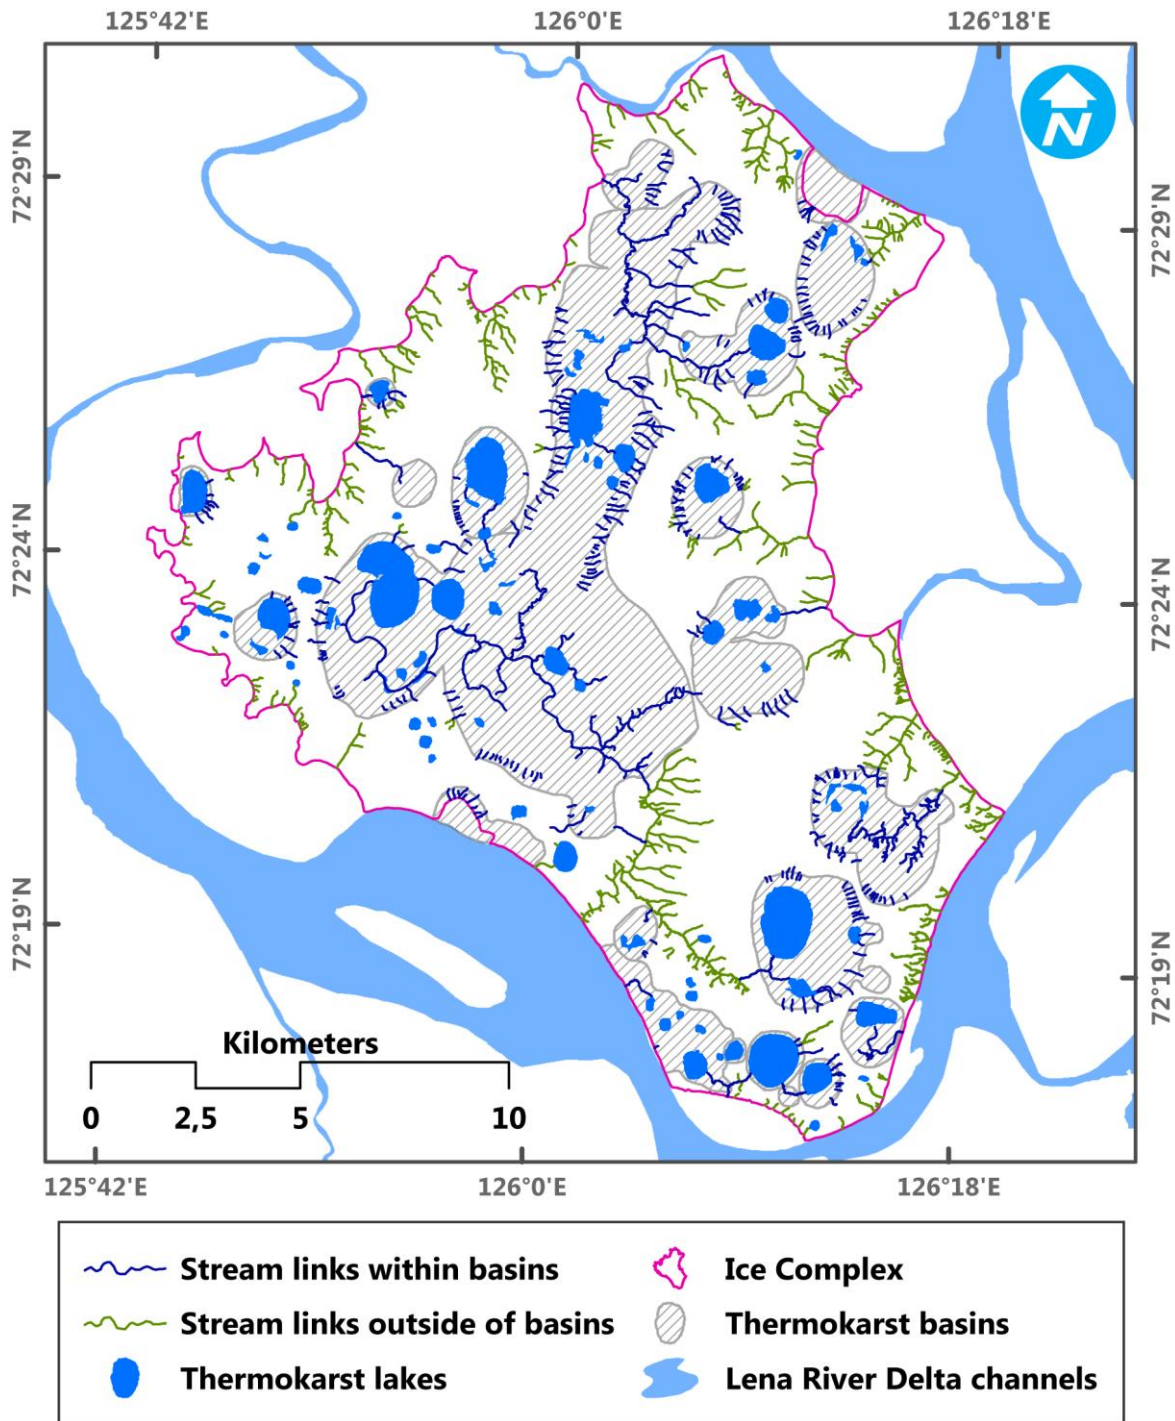 125°42'E 126°0'E 126°18'E
N
72°29'N 72°29'N
72°24'N 72°24'N
72°19'N 72°19'N
Kilometers
0 2,5 5 10
125°42'E 126°0'E 126°18'E
Stream links within basins
Stream links outside of basins
Thermokarst lakes
Ice Complex
Thermokarst basins
Lena River Delta channels